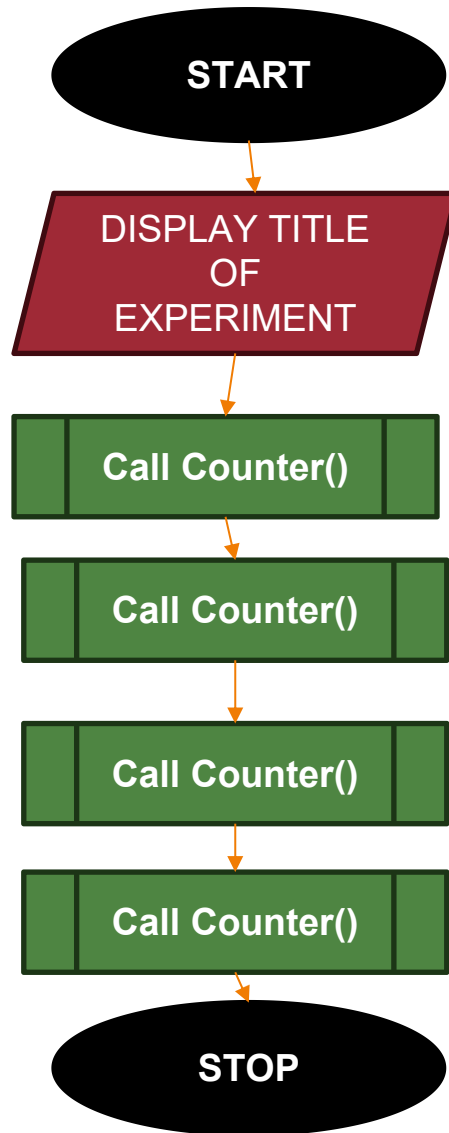 START
DISPLAY TITLE
OF
EXPERIMENT
Call Counter()
Call Counter()
Call Counter()
Call Counter()
STOP